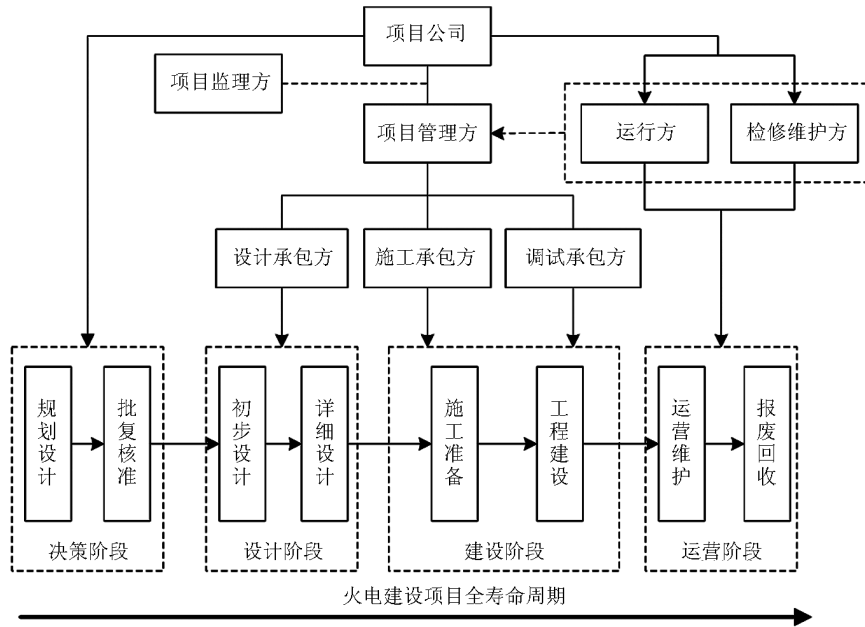 项目公司
项目监理方
项目管理方
运行方
检修维护方
设计承包方
施工承包方
调试承包方
规划设计
批复核准
初步设计
详细设计
施工准备
工程建设
运营维护
报废回收
决策阶段
设计阶段
建设阶段
运营阶段
火电建设项目全寿命周期